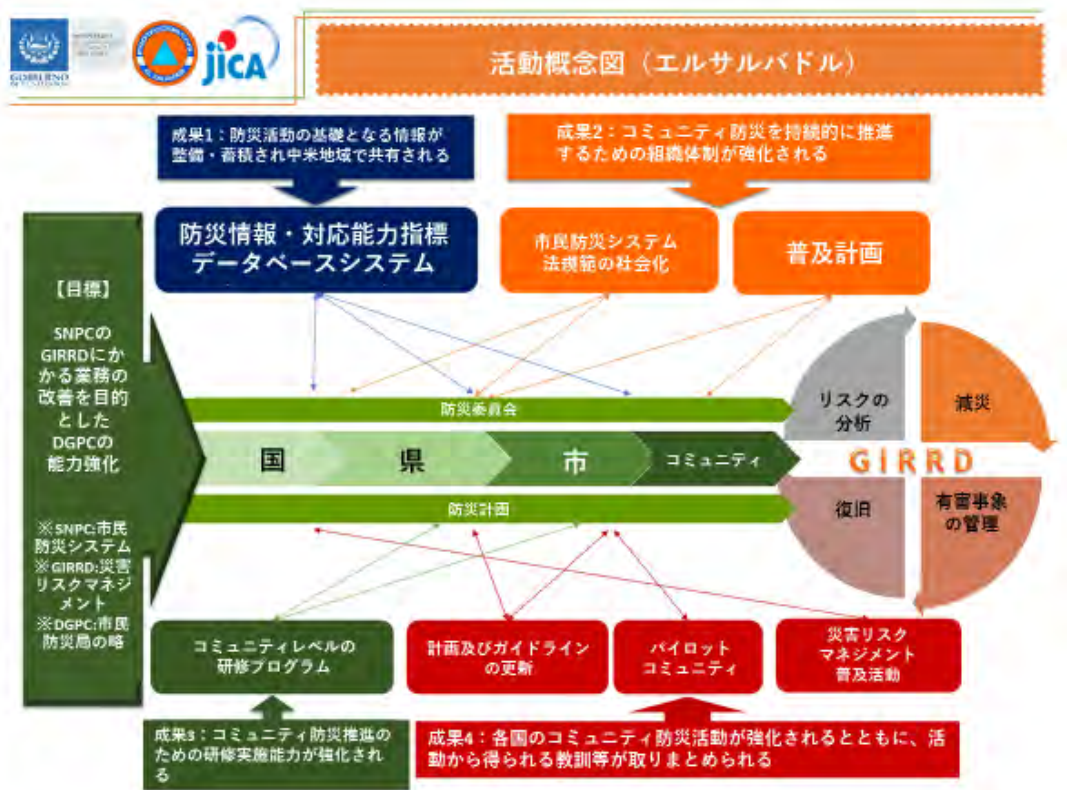 GOBIERNO
jICA
活動概念図（エルサルバドル）
成果1：防災活動の基礎となる情報が
整備・蓄積され中米地域で共有される
成果2：コミュニティ防災を持続的に推進
するための組織体制が強化される
防災情報・対応能力指標
データベースシステム
市民防災システム
法規範の社会化
普及計画
【目標】
SNPCの
GIRRDにか
かる業務の
改善を目的
とした
DGPCの
能力強化
※SNPC:市民
防災システム
※GIRRD:災害
リスクマネジ
メント
※DGPC:市民
防災局の略
防災委員会
国
県
市
コミュニティ
防災計画
リスクの
分析
減災
GIRRD
復旧
有害事象
の管理
コミュニティレベルの
研修プログラム
計画及びガイドライン
の更新
パイロット
コミュニティ
災害リスク
マネジメント
普及活動
成果3：コミュニティ防災推進の
ための研修実施能力が強化され
る
成果4：各国のコミュニティ防災活動が強化されるとともに、活
動から得られる教訓等が取りまとめられる